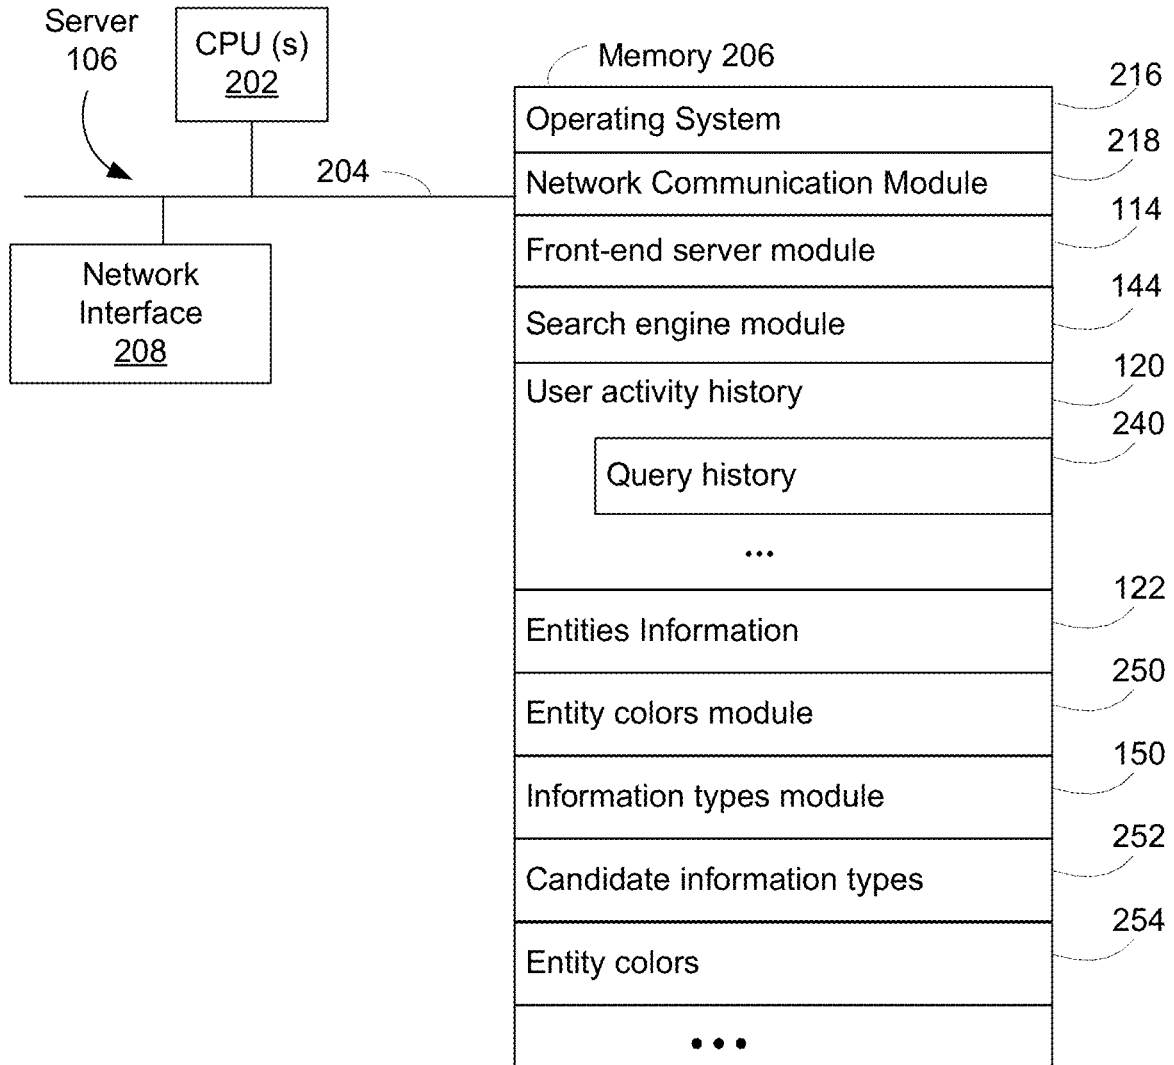 Server
106
CPU (s)
202
Memory 206
204
Network
Interface
208
Operating System
216
Network Communication Module
218
Front-end server module
114
Search engine module
144
User activity history
120
Query history
240
...
Entities Information
122
Entity colors module
250
Information types module
150
Candidate information types
252
Entity colors
254
...